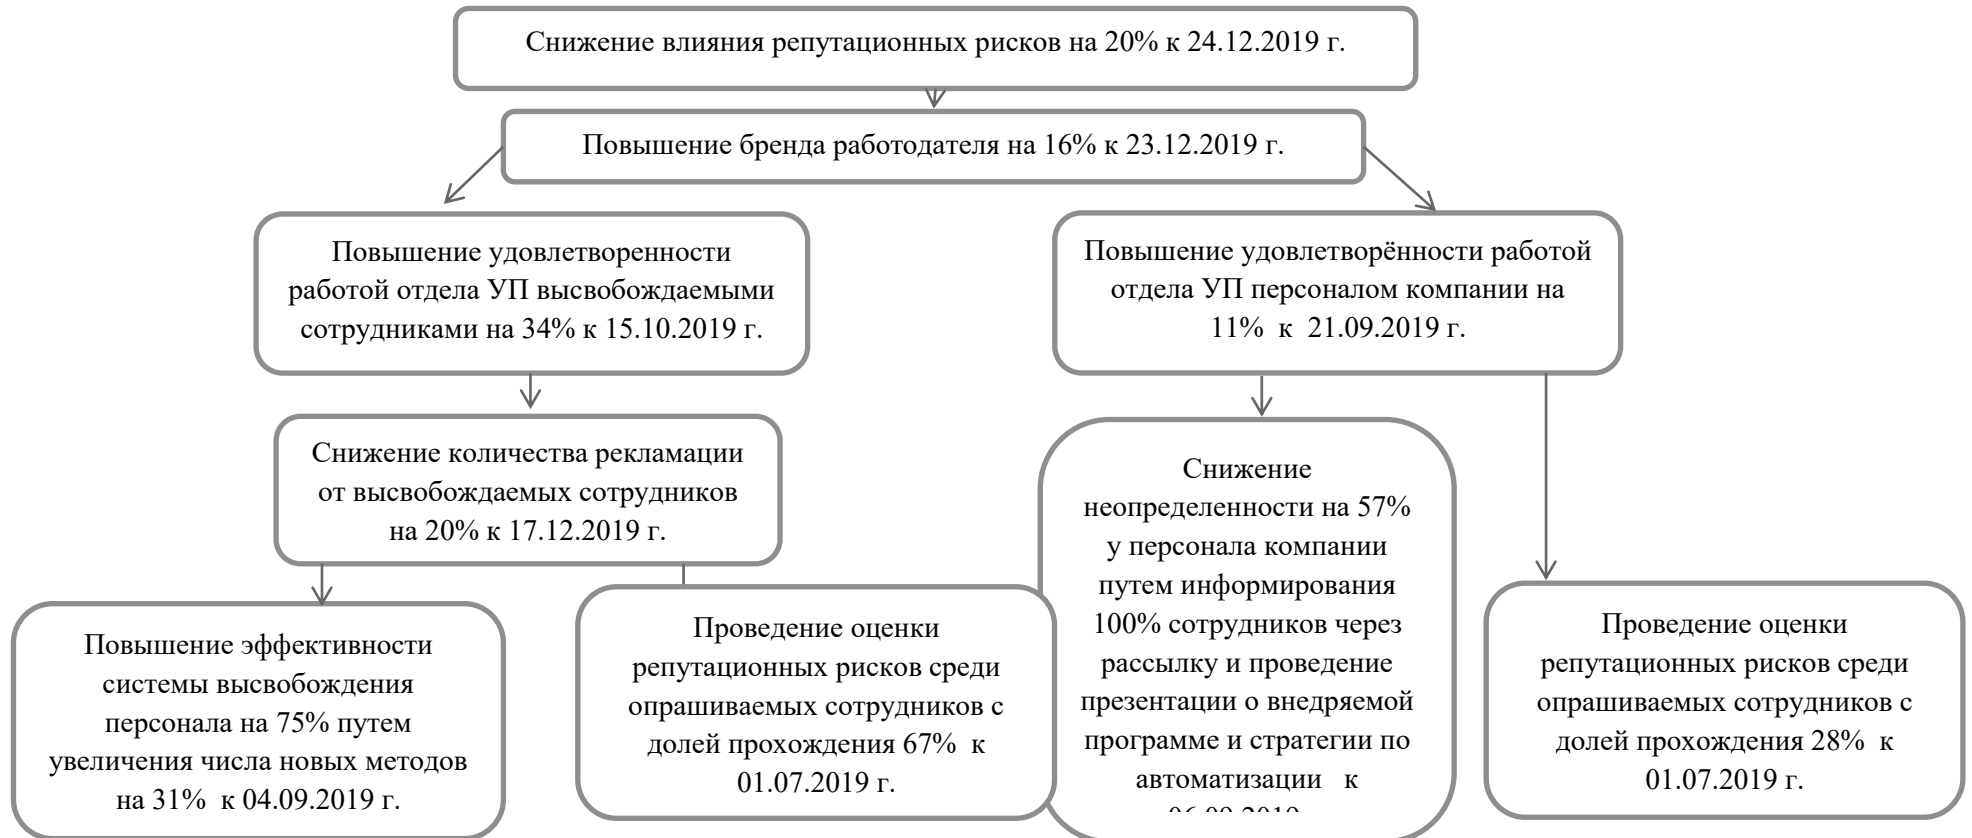 Снижение влияния репутационных рисков на 20% к 24.12.2019 г.
Повышение бренда работодателя на 16% к 23.12.2019 г.
Повышение удовлетворенности
работой отдела УП высвобождаемыми
сотрудниками на 34% к 15.10.2019 г.
Повышение удовлетворённости работой
отдела УП персоналом компании на
11% к 21.09.2019 г.
Снижение количества рекламации
от высвобождаемых сотрудников
на 20% к 17.12.2019 г.
Повышение эффективности
системы высвобождения
персонала на 75% путем
увеличения числа новых методов
на 31% к 04.09.2019 г.
Проведение оценки
репутационных рисков среди
опрашиваемых сотрудников с
долей прохождения 67% к
01.07.2019 г.
Снижение
неопределенности на 57%
у персонала компании
путем информирования
100% сотрудников через
рассылку и проведение
презентации о внедряемой
программе и стратегии по
автоматизации к
Проведение оценки
репутационных рисков среди
опрашиваемых сотрудников с
долей прохождения 28% к
01.07.2019 г.